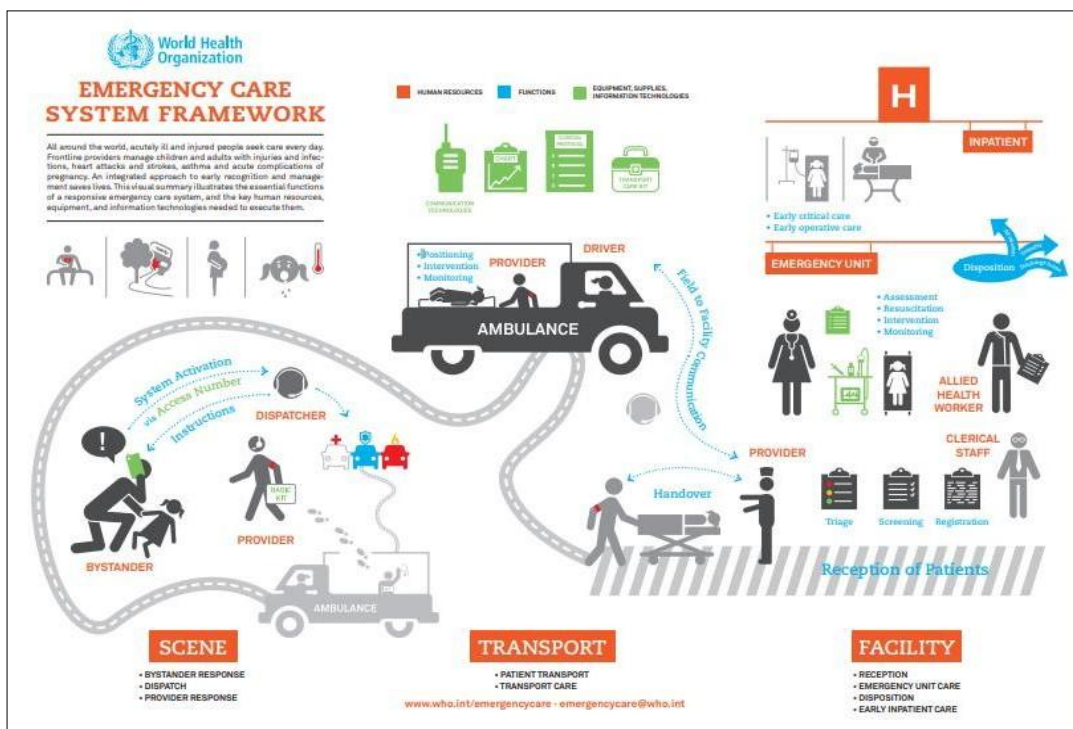 World Health
Organization
EMERGENCY CARE
SYSTEM FRAMEWORK
All around the world, acutely ill and injured people seek care every day.
Frontline providers manage children and adults with injuries and infec-
tions, heart attacks and strokes, asthma and acute complications of
pregnancy. An integrated approach to early recognition and manage-
ment saves lives. This visual summary illustrates the essential functions
of a responsive emergency care system, and the key human resources,
equipment, and information technologies needed to execute them.
HUMAN RESOURCES
FUNCTIONS
EQUIPMENT, SUPPLIES,
INFORMATION TECHNOLOGIES
COMMUNICATION
TECHNOLOGIES
CHARTS
PROTOCOL
TRANSPORT
CARE KIT
H
INPATIENT
• Early critical care
• Early operative care
EMERGENCY UNIT
Disposition
• Assessment
• Resuscitation
• Intervention
• Monitoring
ALLIED
HEALTH
WORKER
CLERICAL
STAFF
Triage
Screening
Registration
Reception of Patients
• Positioning
• Intervention
• Monitoring
PROVIDER
DRIVER
AMBULANCE
Field to Facility Communication
PROVIDER
Handover
System Activation
via Access Number
Instructions
DISPATCHER
!
BASIC
KIT
PROVIDER
BYSTANDER
AMBULANCE
SCENE
• BYSTANDER RESPONSE
• DISPATCH
• PROVIDER RESPONSE
TRANSPORT
• PATIENT TRANSPORT
• TRANSPORT CARE
www.who.int/emergencycare - emergencycare@who.int
FACILITY
• RECEPTION
• EMERGENCY UNIT CARE
• DISPOSITION
• EARLY INPATIENT CARE